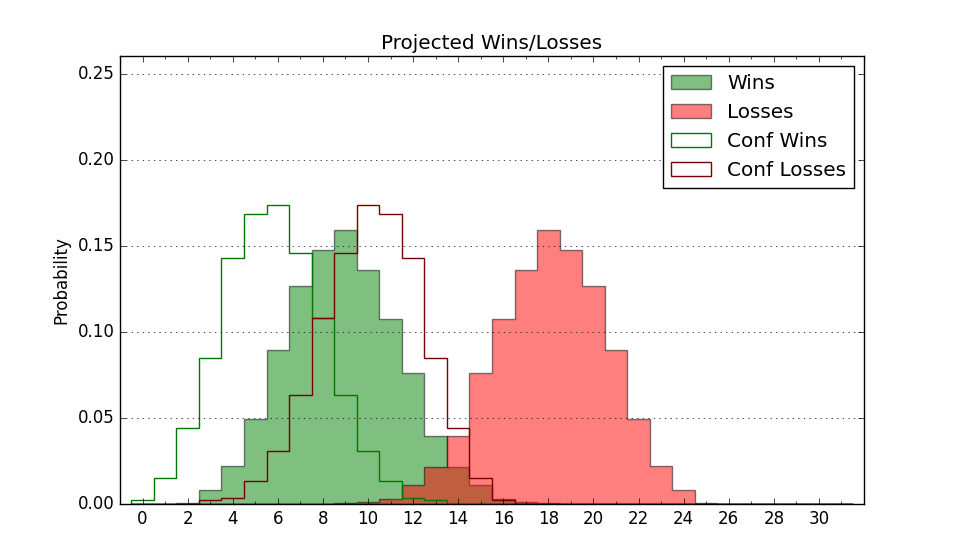 Projected Wins/Losses
0.25
0.20
0.15
0.10
0.05
0.00
Probability
Wins
Losses
Conf Wins
Conf Losses
0 2 4 6 8 10 12 14 16 18 20 22 24 26 28 30